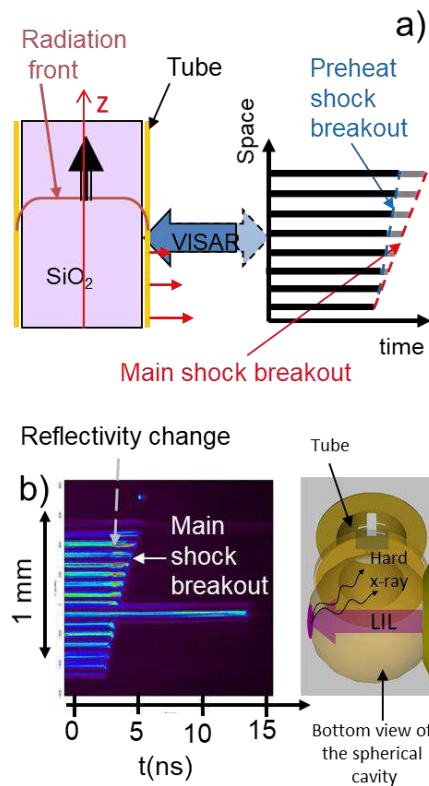 a)
Radiation
front
Tube
z
SiO₂
VISAR
Preheat
shock
breakout
Space
time
Main shock breakout
Reflectivity change
b)
Main
shock
breakout
1 mm
0
5
10
15
t(ns)
Tube
Hard
x-ray
LIL
Bottom view of
the spherical
cavity